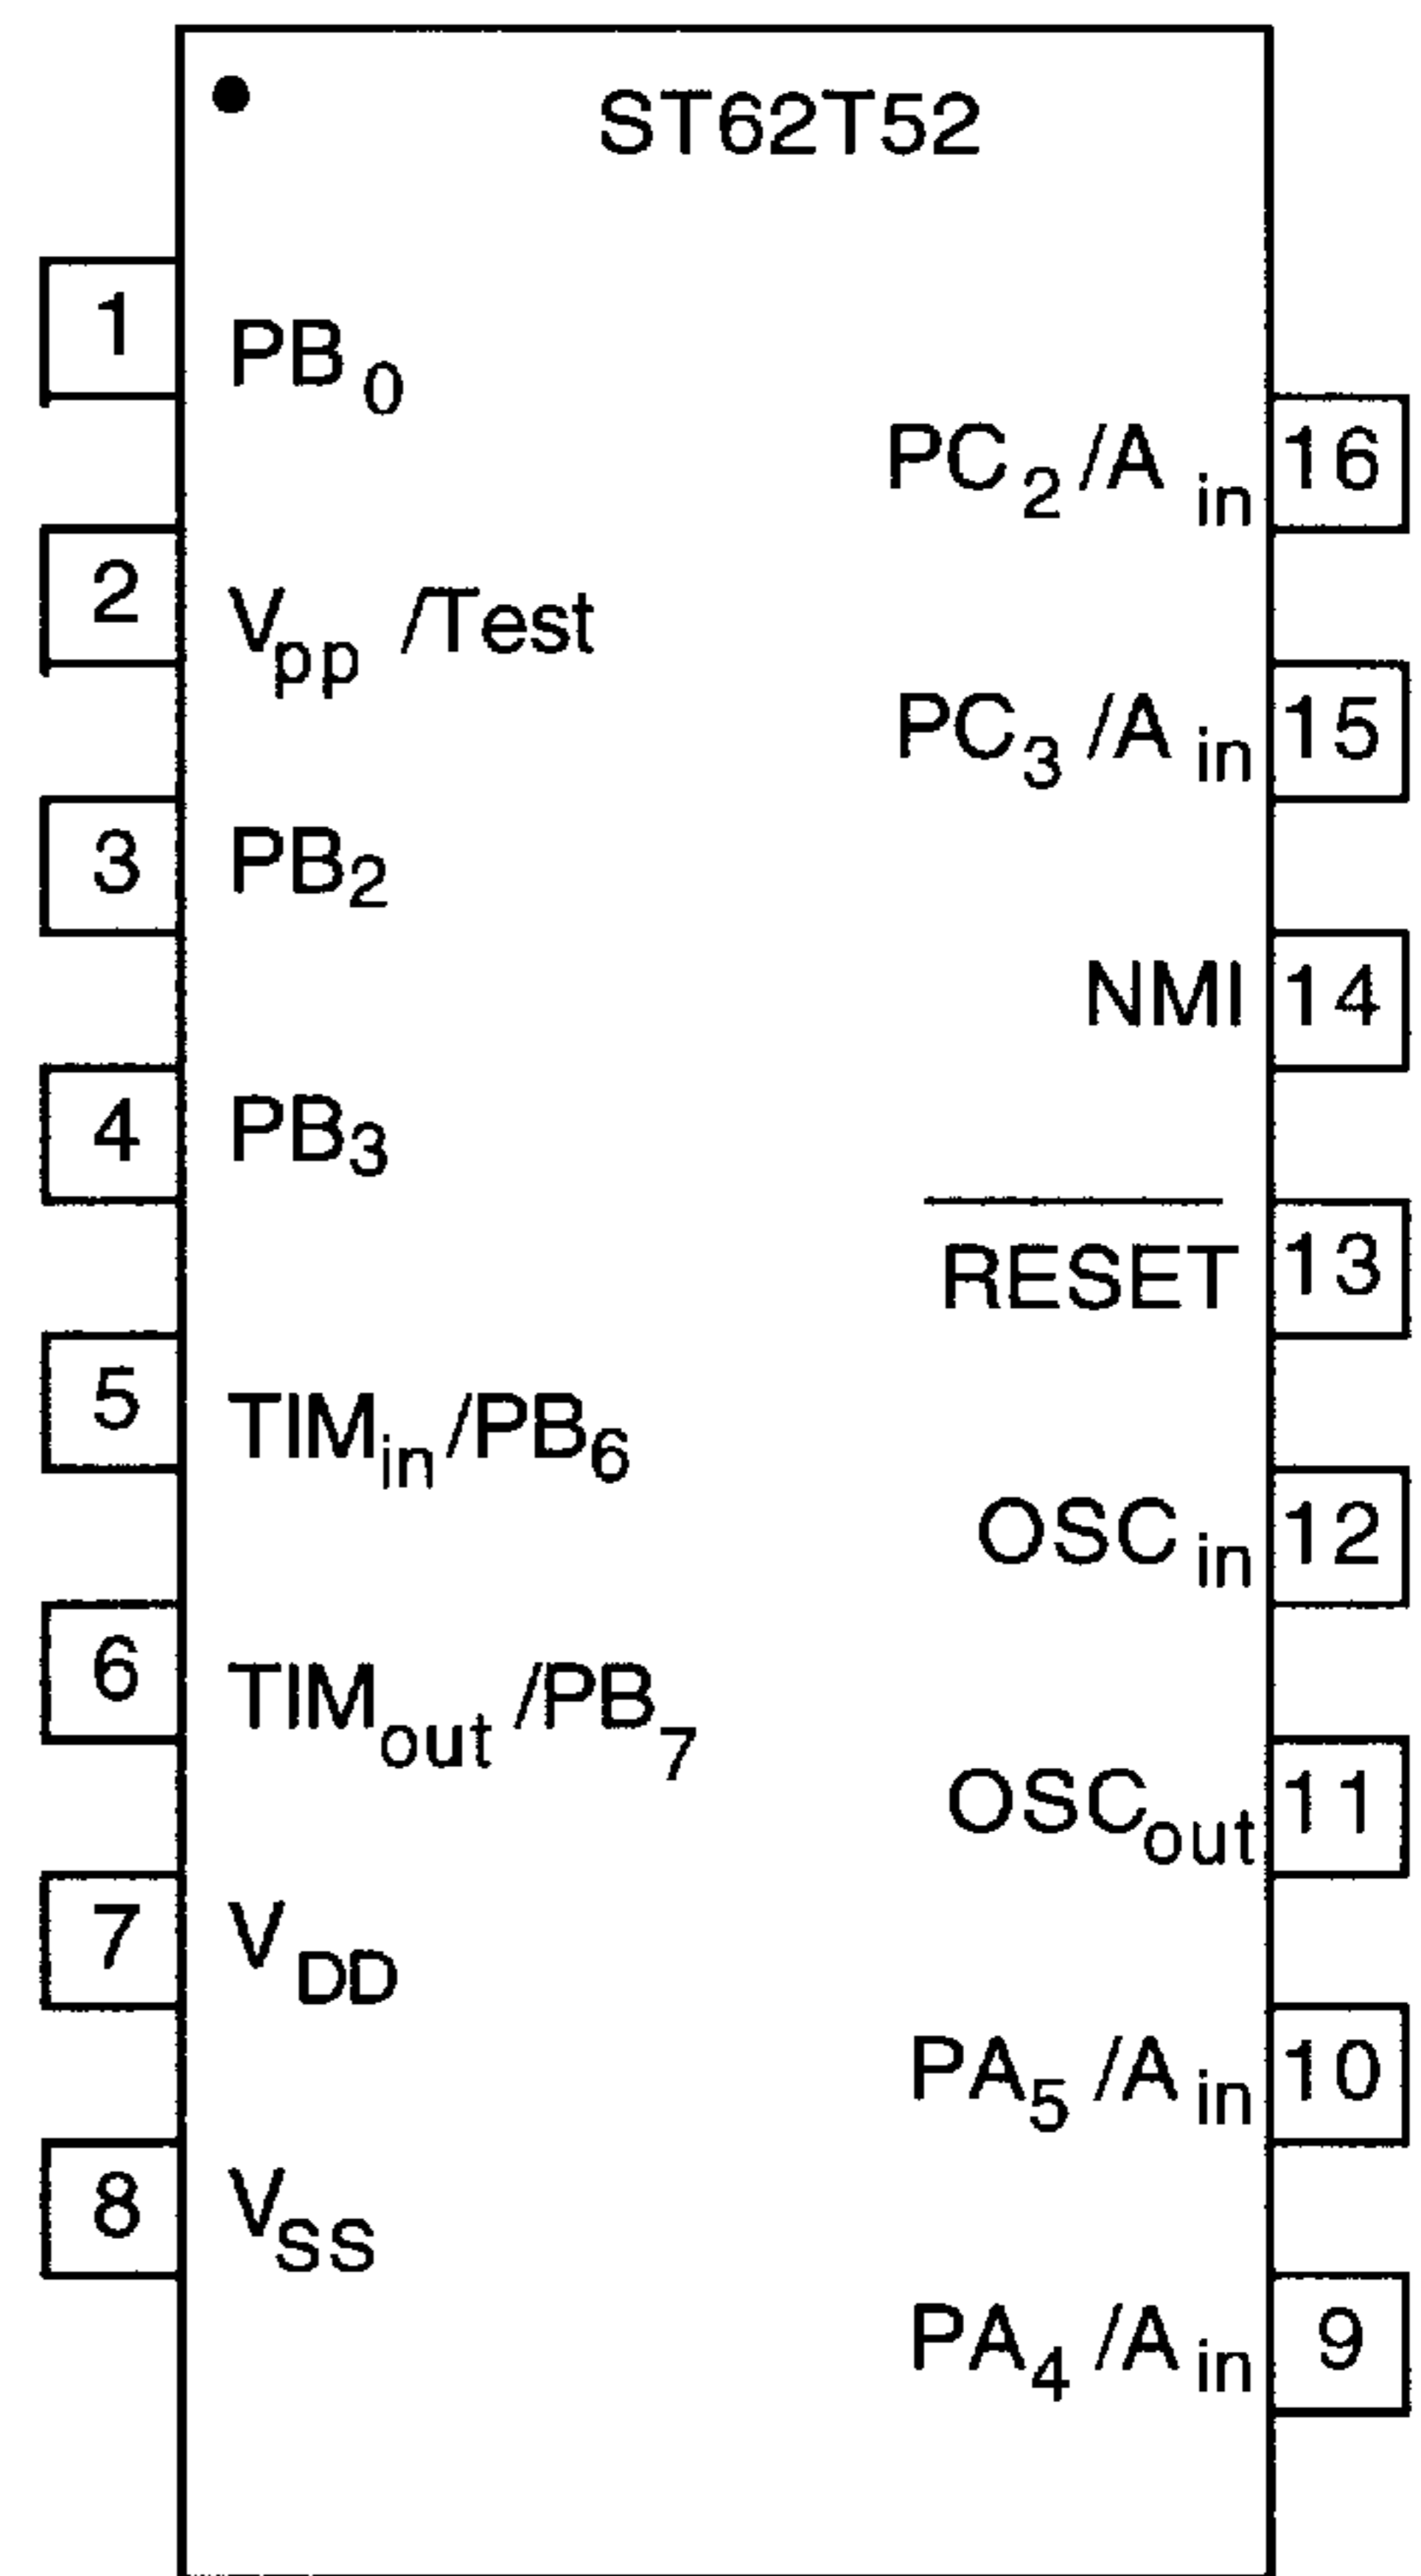 ST62T52
1 PB0
PC2/Ain 16
2 Vpp/Test
PC3/Ain 15
3 PB2
NMI 14
4 PB3
RESET 13
5 TIMin/PB6
OSCin 12
6 TIMout/PB7
OSCout 11
7 VDD
PA5/Ain 10
8 VSS
PA4/Ain 9